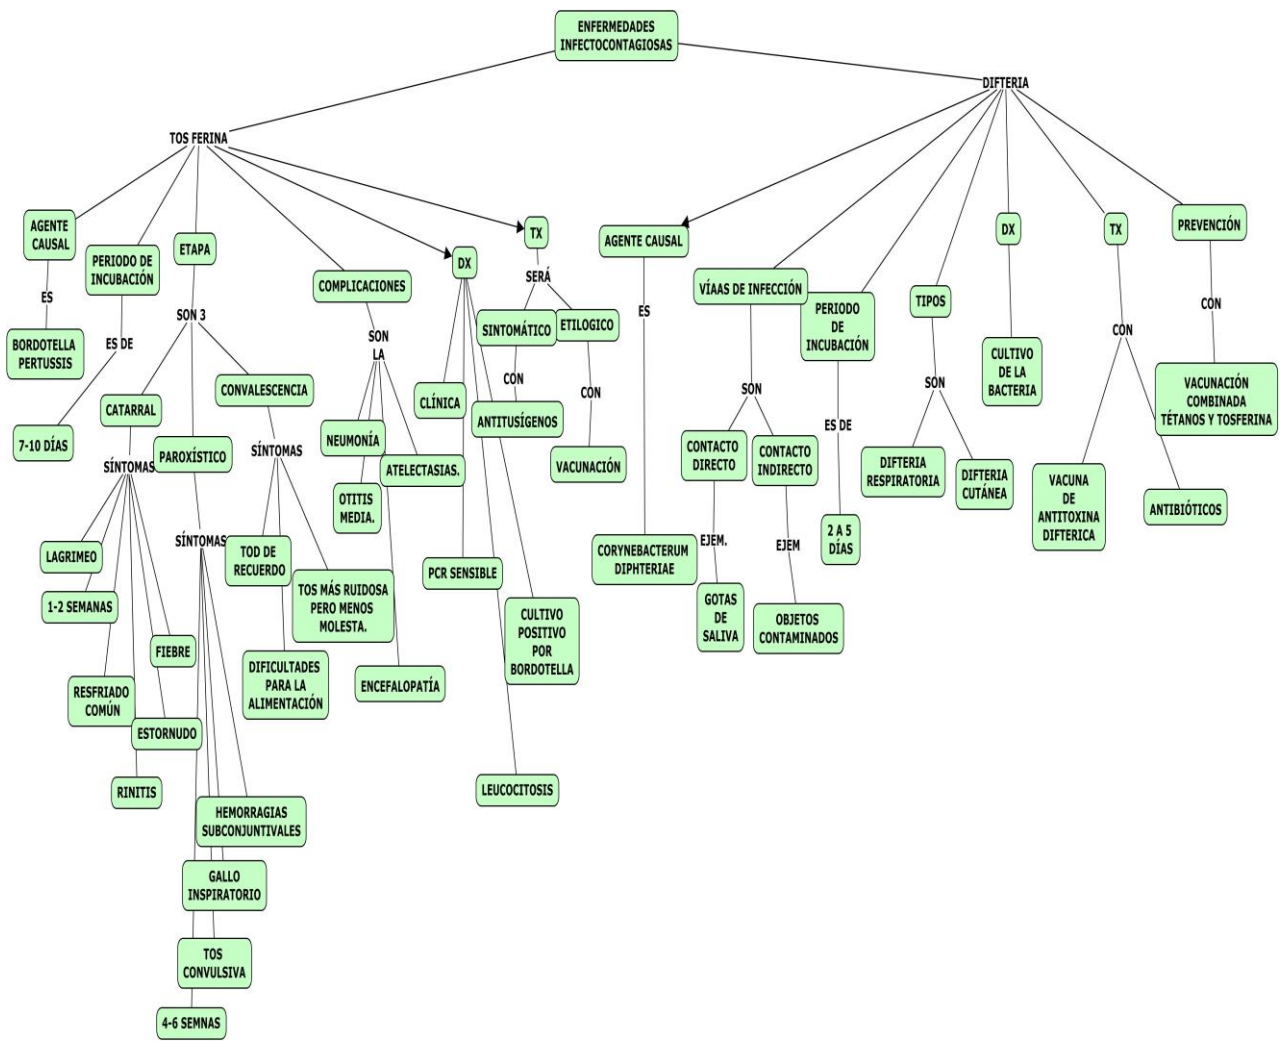 ENFERMEDADES
INFECTOCONTAGIOSAS
DIFTERIA
TOS FERINA
AGENTE
CAUSAL
ES
BORDOTELLA
PERTUSSIS
PERIODO DE
INCUBACIÓN
ES DE
7-10 DÍAS
ETAPA
SON 3
CATARRAL
SÍNTOMAS
LAGRIMEO
1-2 SEMANAS
RESFRIADO
COMÚN
RINITIS
ESTORNUDO
FIEBRE
PAROXÍSTICO
SÍNTOMAS
HEMORRAGIAS
SUBCONJUNTIVALES
GALLO
INSPIRATORIO
TOS
CONVULSIVA
4-6 SEMNAS
CONVALESCENCIA
SÍNTOMAS
TOD DE
RECUERDO
DIFICULTADES
PARA LA
ALIMENTACIÓN
TOS MÁS RUIDOSA
PERO MENOS
MOLESTA.
COMPLICACIONES
SON
LA
NEUMONÍA
OTITIS
MEDIA.
ATELECTASIAS.
ENCEFALOPATÍA
DX
CLÍNICA
PCR SENSIBLE
CULTIVO
POSITIVO
POR
BORDOTELLA
LEUCOCITOSIS
TX
SERÁ
SINTOMÁTICO
CON
ANTITUSÍGENOS
ETILOGICO
CON
VACUNACIÓN
AGENTE CAUSAL
ES
CORYNEBACTERUM
DIPHTERIAE
VÍAAS DE INFECCIÓN
SON
CONTACTO
DIRECTO
EJEM.
GOTAS
DE
SALIVA
CONTACTO
INDIRECTO
EJEM
OBJETOS
CONTAMINADOS
PERIODO
DE
INCUBACIÓN
ES DE
2 A 5
DÍAS
TIPOS
SON
DIFTERIA
RESPIRATORIA
DIFTERIA
CUTÁNEA
DX
CULTIVO
DE LA
BACTERIA
TX
CON
VACUNA
DE
ANTITOXINA
DIFTERICA
ANTIBIÓTICOS
PREVENCIÓN
CON
VACUNACIÓN
COMBINADA
TÉTANOS Y TOSFERINA